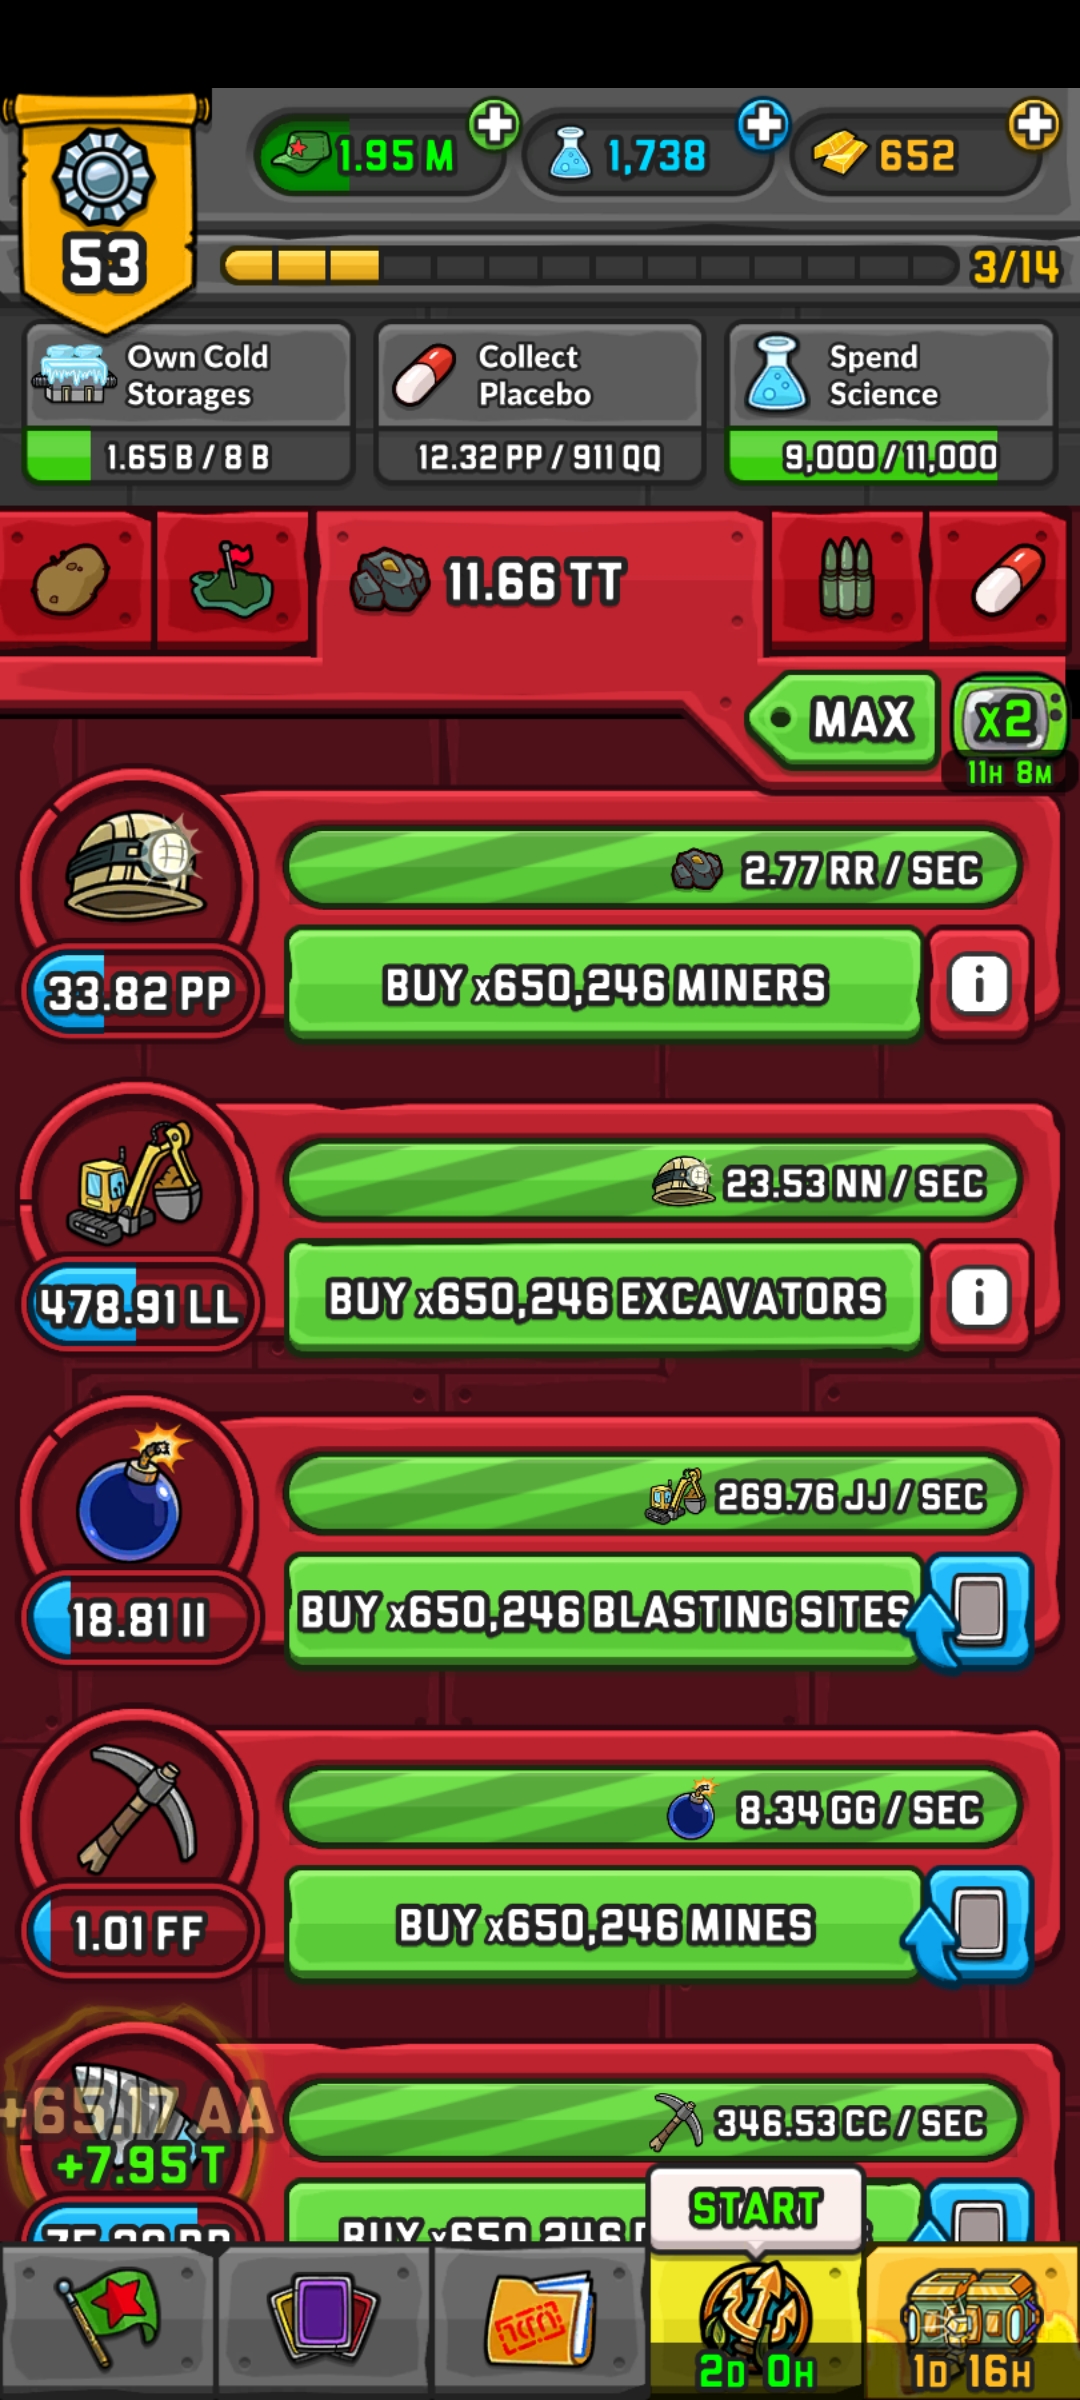 1.95 M
1,738
652
53
3/14
Own Cold
Storages
Collect
Placebo
Spend
Science
1.65 B / 8 B
12.32 PP / 911 QQ
9,000 / 11,000
11.66 TT
MAX
x2
11H 8M
2.77 RR / SEC
33.82 PP
BUY x650,246 MINERS
i
23.53 NN / SEC
478.91 LL
BUY x650,246 EXCAVATORS
i
269.76 JJ / SEC
18.81 II
BUY x650,246 BLASTING SITES
8.34 GG / SEC
1.01 FF
BUY x650,246 MINES
+65.17 AA
346.53 CC / SEC
+7.95 T
START
BUY x650,246
2D 0H
1D 16H